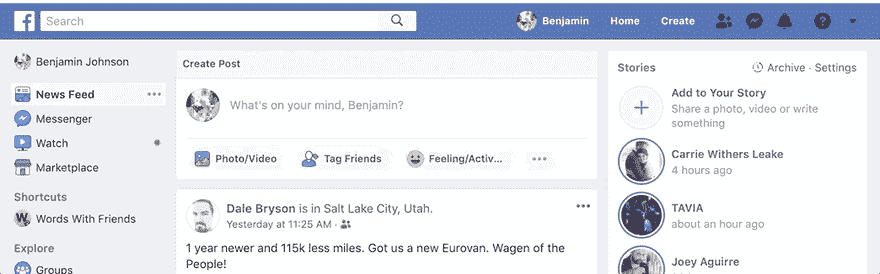 f
Search
Benjamin
Home
Create
?
Benjamin Johnson
News Feed
Messenger
Watch
Marketplace
Shortcuts
Words With Friends
Explore
Groups
Create Post
What's on your mind, Benjamin?
Photo/Video
Tag Friends
Feeling/Activ...
Dale Bryson is in Salt Lake City, Utah.
Yesterday at 11:25 AM ·
1 year newer and 115k less miles. Got us a new Eurovan. Wagen of the
People!
Stories
Archive · Settings
Add to Your Story
Share a photo, video or write
something
Carrie Withers Leake
4 hours ago
TAVIA
about an hour ago
Joey Aguirre